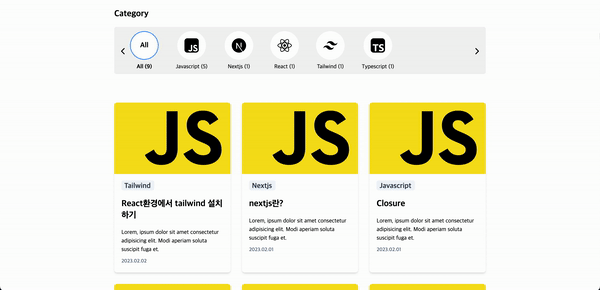 Category
All
JS
N
TS
All (9)
Javascript (5)
Nextjs (1)
React (1)
Tailwind (1)
Typescript (1)
JS
JS
JS
Tailwind
React환경에서 tailwind 설치
하기
Lorem, ipsum dolor sit amet consectetur
adipisicing elit. Modi aperiam soluta
suscipit fuga et.
2023.02.02
Nextjs
nextjs란?
Lorem, ipsum dolor sit amet consectetur
adipisicing elit. Modi aperiam soluta
suscipit fuga et.
2023.02.01
Javascript
Closure
Lorem, ipsum dolor sit amet consectetur
adipisicing elit. Modi aperiam soluta
suscipit fuga et.
2023.02.01